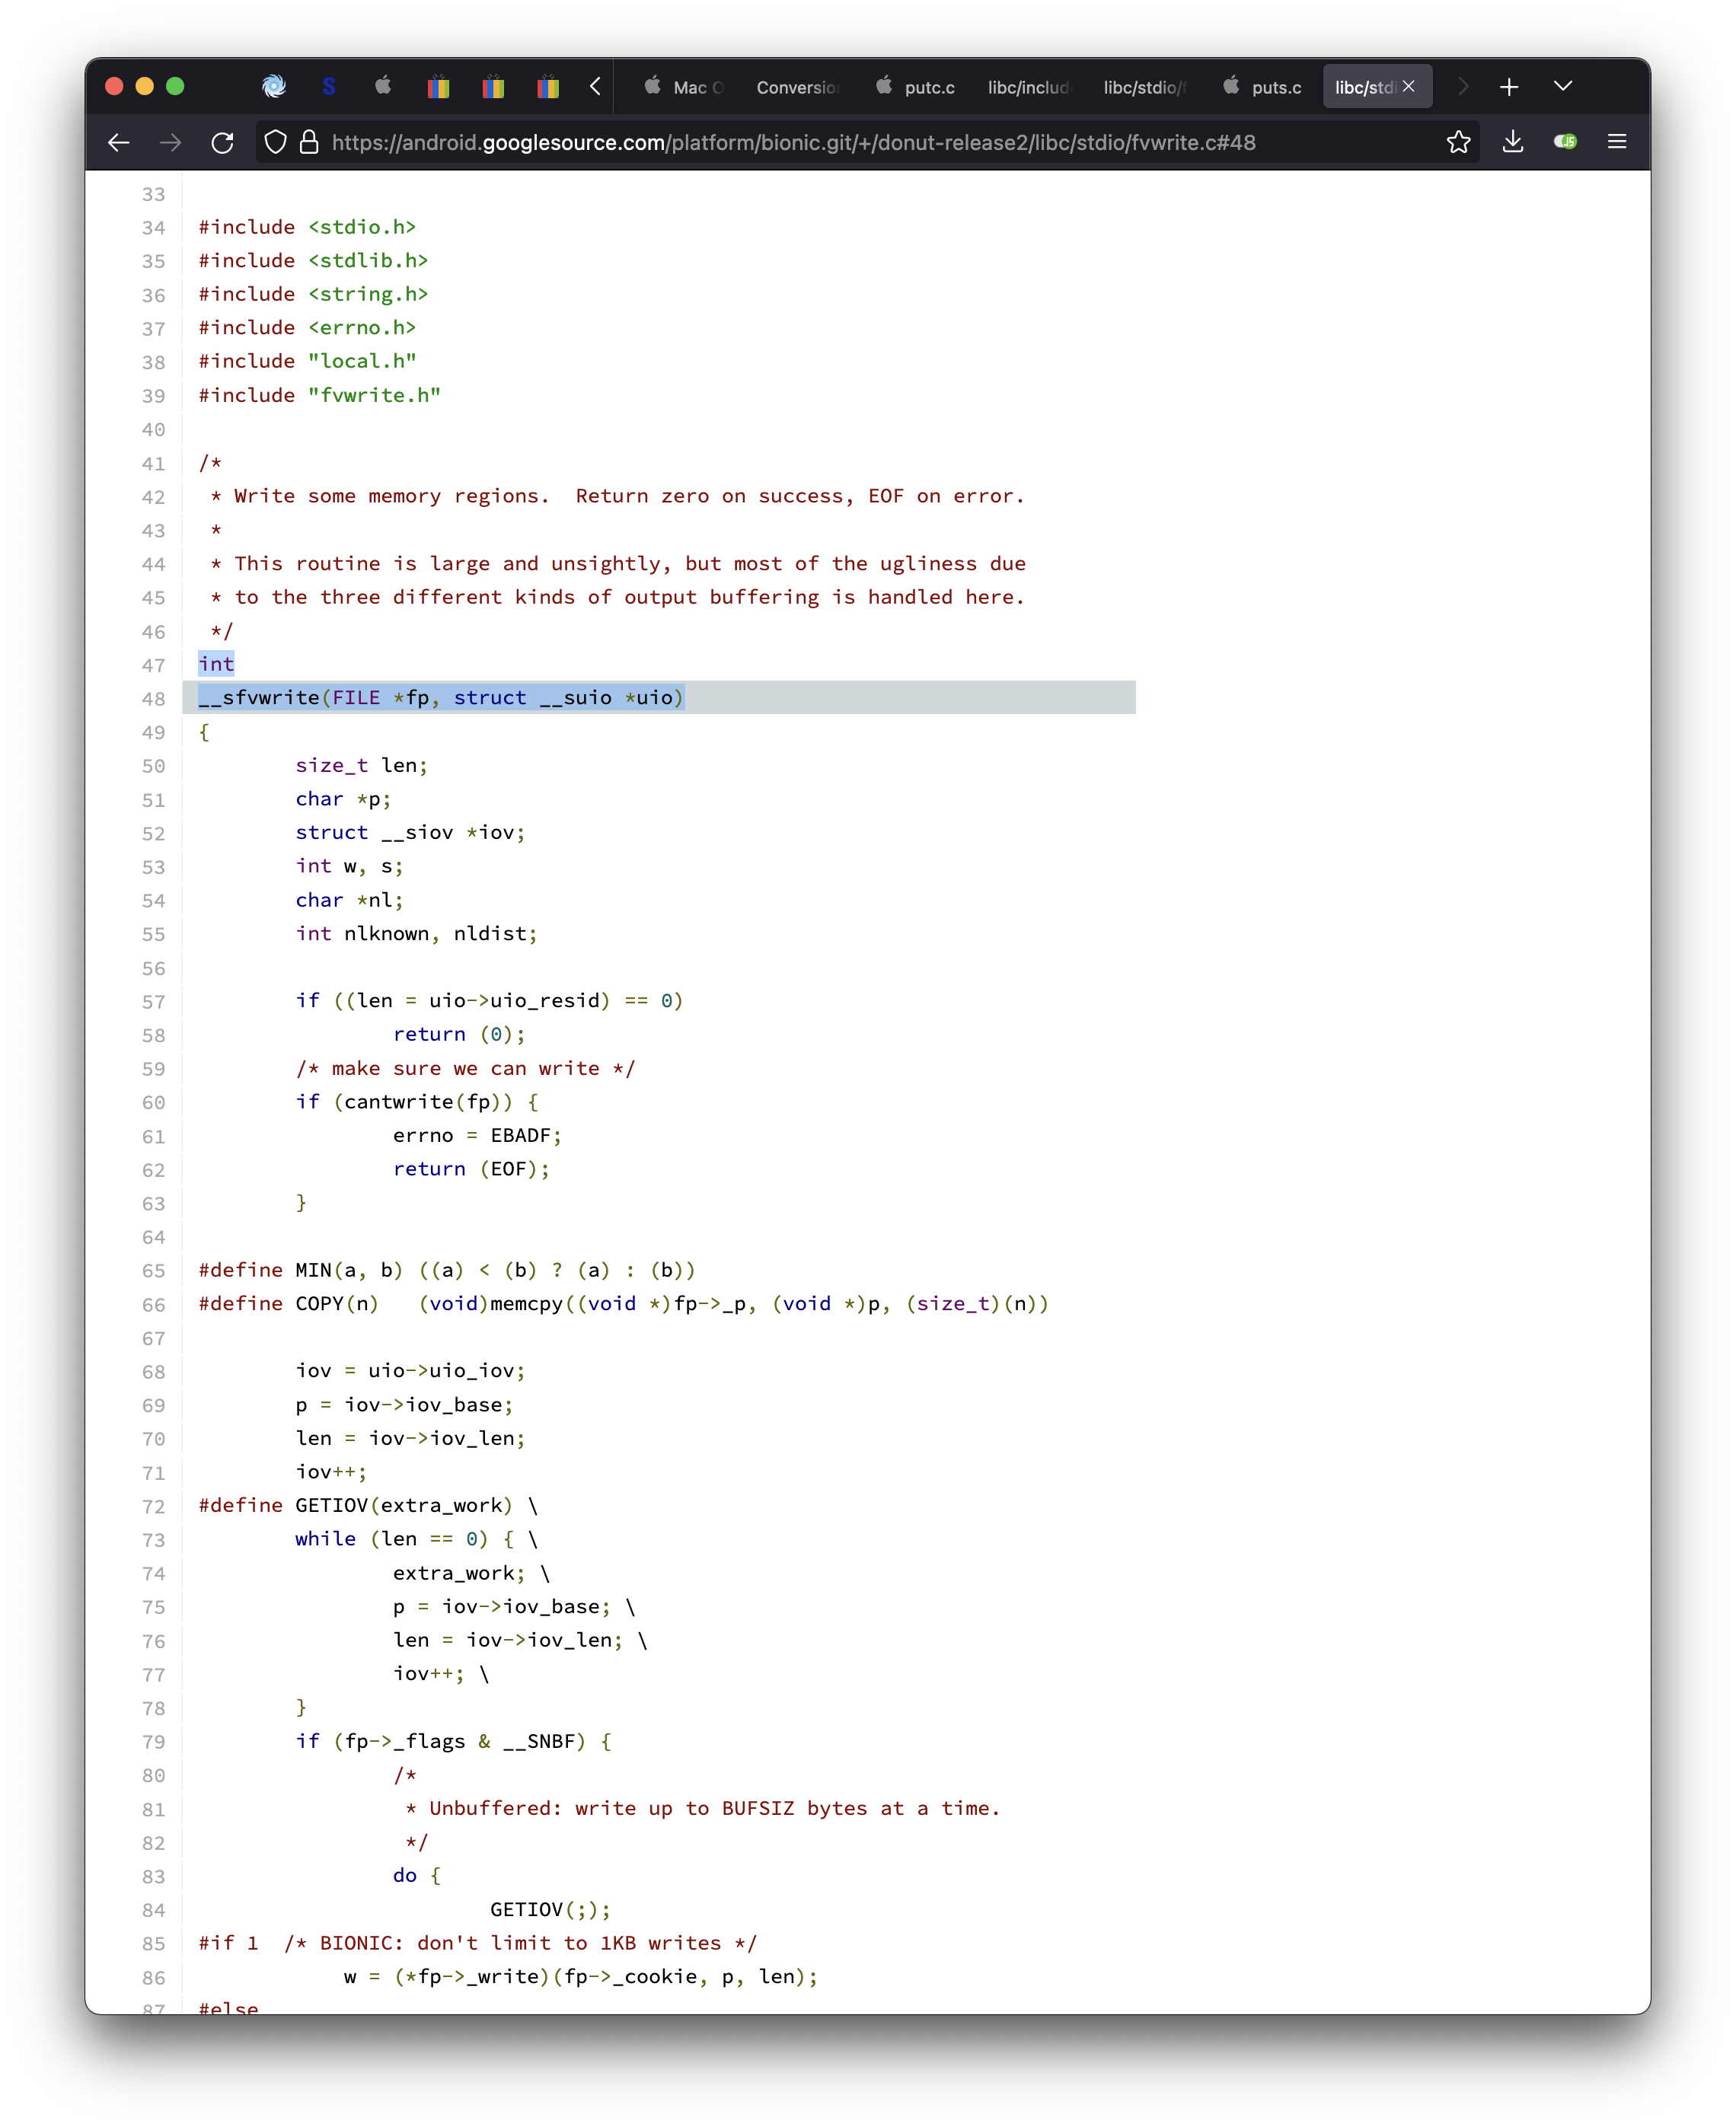 S Mac O Conversion putc.c libc/includ libc/stdio/f puts.c libc/stdi
https://android.googlesource.com/platform/bionic.git/+/donut-release2/libc/stdio/fvwrite.c#48
33
34 #include <stdio.h>
35 #include <stdlib.h>
36 #include <string.h>
37 #include <errno.h>
38 #include "local.h"
39 #include "fvwrite.h"
40
41 /*
42  * Write some memory regions.  Return zero on success, EOF on error.
43  *
44  * This routine is large and unsightly, but most of the ugliness due
45  * to the three different kinds of output buffering is handled here.
46  */
47 int
48 __sfvwrite(FILE *fp, struct __suio *uio)
49 {
50         size_t len;
51         char *p;
52         struct __siov *iov;
53         int w, s;
54         char *nl;
55         int nlknown, nldist;
56
57         if ((len = uio->uio_resid) == 0)
58                 return (0);
59         /* make sure we can write */
60         if (cantwrite(fp)) {
61                 errno = EBADF;
62                 return (EOF);
63         }
64
65 #define MIN(a, b) ((a) < (b) ? (a) : (b))
66 #define COPY(n)   (void)memcpy((void *)fp->_p, (void *)p, (size_t)(n))
67
68         iov = uio->uio_iov;
69         p = iov->iov_base;
70         len = iov->iov_len;
71         iov++;
72 #define GETIOV(extra_work) \
73         while (len == 0) { \
74                 extra_work; \
75                 p = iov->iov_base; \
76                 len = iov->iov_len; \
77                 iov++; \
78         }
79         if (fp->_flags & __SNBF) {
80                 /*
81                  * Unbuffered: write up to BUFSIZ bytes at a time.
82                  */
83                 do {
84                         GETIOV(;);
85 #if 1  /* BIONIC: don't limit to 1KB writes */
86             w = (*fp->_write)(fp->_cookie, p, len);
87 #else